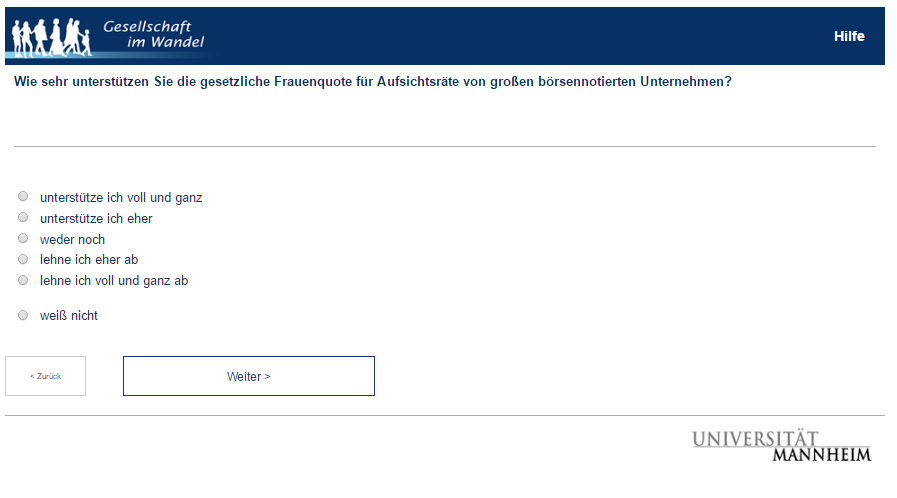 Gesellschaft
im Wandel
Hilfe
Wie sehr unterstützen Sie die gesetzliche Frauenquote für Aufsichtsräte von großen börsennotierten Unternehmen?
unterstütze ich voll und ganz
unterstütze ich eher
weder noch
lehne ich eher ab
lehne ich voll und ganz ab
weiß nicht
< Zurück
Weiter >
UNIVERSITÄT
MANNHEIM